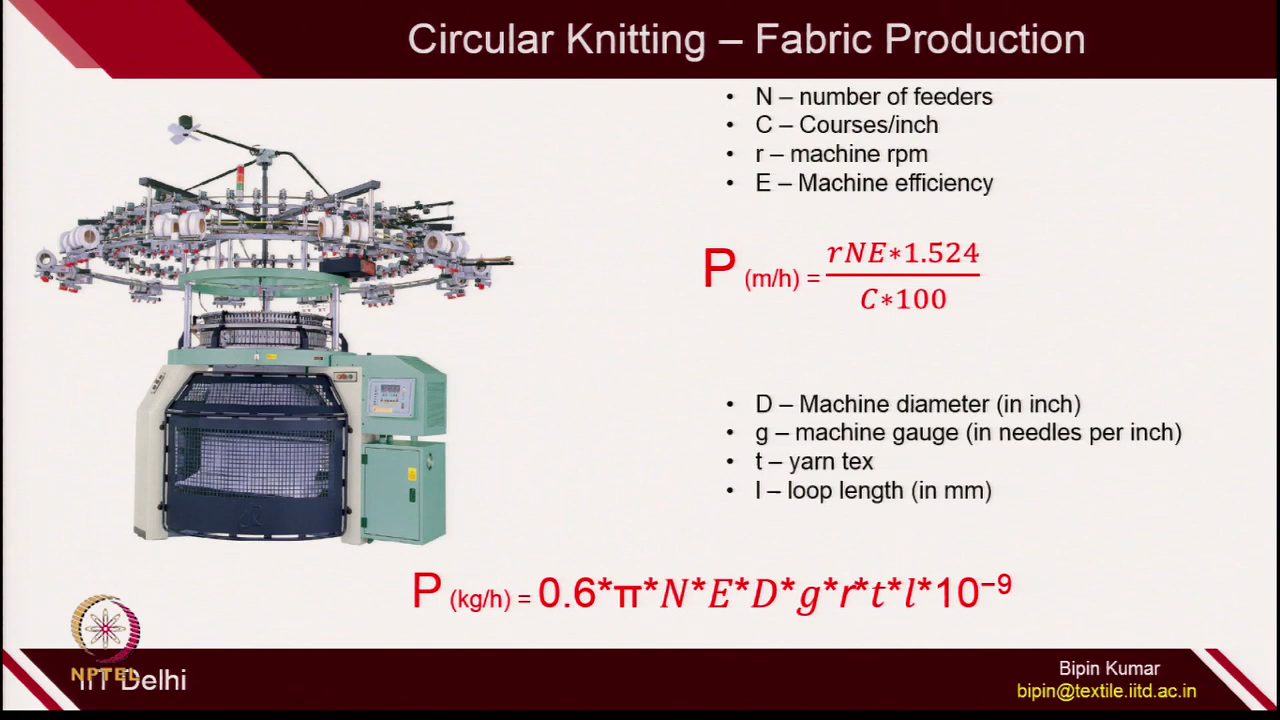 Circular Knitting – Fabric Production
• N – number of feeders
• C – Courses/inch
• r – machine rpm
• E – Machine efficiency
P (m/h) = rNE*1.524 / C*100
• D – Machine diameter (in inch)
• g – machine gauge (in needles per inch)
• t – yarn tex
• l – loop length (in mm)
P (kg/h) = 0.6*π*N*E*D*g*r*t*l*10⁻⁹
NPTEL
IIT Delhi
Bipin Kumar
bipin@textile.iitd.ac.in